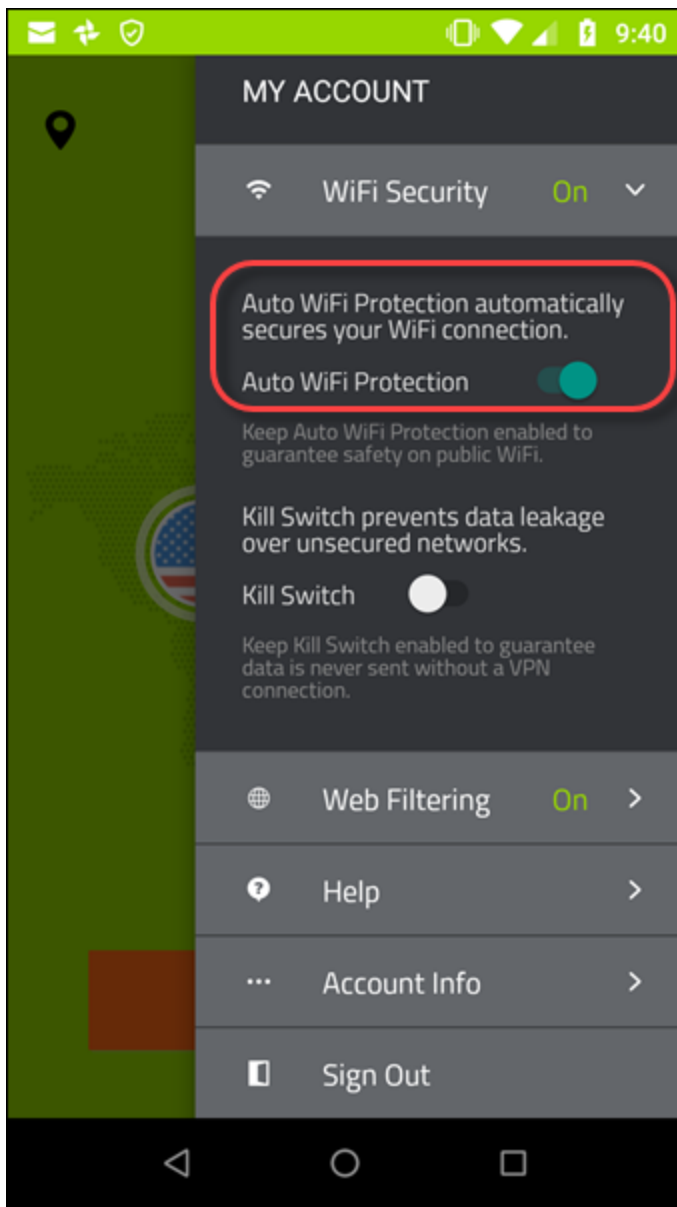 9:40
MY ACCOUNT
WiFi Security On
Auto WiFi Protection automatically
secures your WiFi connection.
Auto WiFi Protection
Keep Auto WiFi Protection enabled to
guarantee safety on public WiFi.
Kill Switch prevents data leakage
over unsecured networks.
Kill Switch
Keep Kill Switch enabled to guarantee
data is never sent without a VPN
connection.
Web Filtering On
Help
Account Info
Sign Out